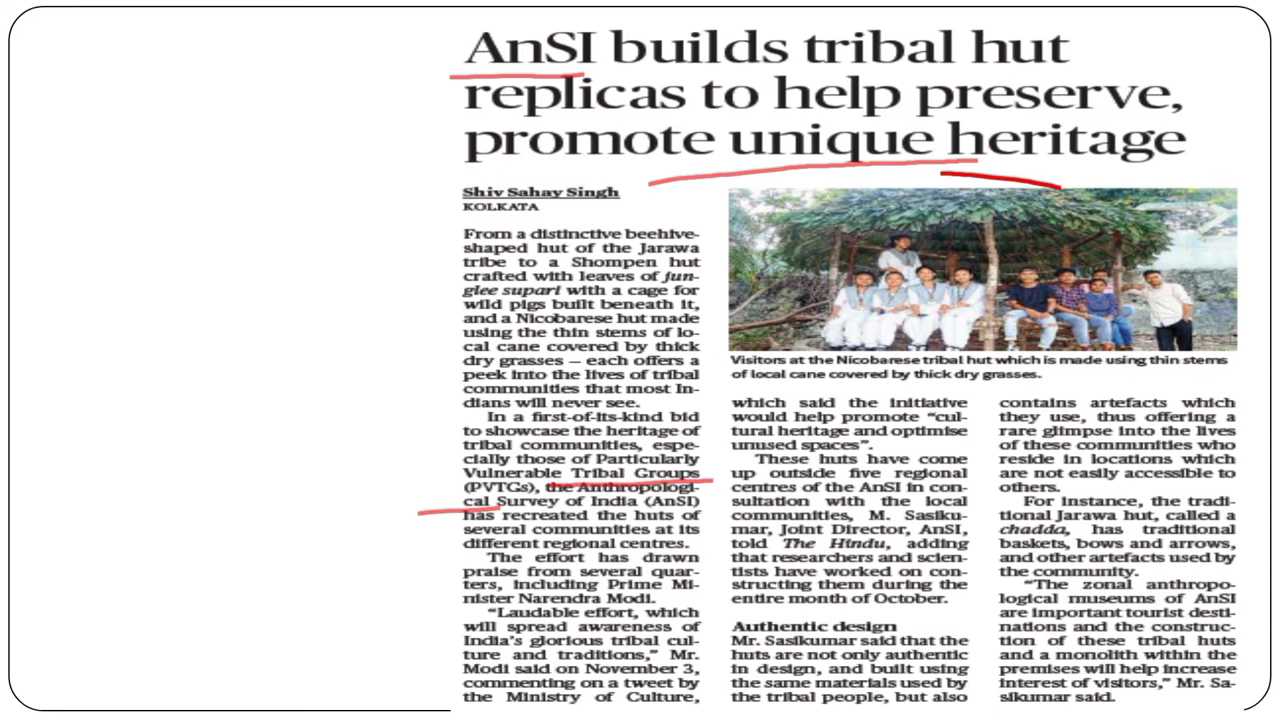 AnSI builds tribal hut
replicas to help preserve,
promote unique heritage
Shiv Sahay Singh
KOLKATA
From a distinctive beehive-
shaped hut of the Jarawa
tribe to a Shompen hut
crafted with leaves of jun-
glee supari with a cage for
wild pigs built beneath it,
and a Nicobarese hut made
using the thin stems of lo-
cal cane covered by thick
dry grasses — each offers a
peek into the lives of tribal
communities that most In-
dians will never see.
In a first-of-its-kind bid
to showcase the heritage of
tribal communities, espe-
cially those of Particularly
Vulnerable Tribal Groups
(PVTGs), the Anthropologi-
cal Survey of India (AnSI)
has recreated the huts of
several communities at its
different regional centres.
The effort has drawn
praise from several quar-
ters, including Prime Mi-
nister Narendra Modi.
“Laudable effort, which
will spread awareness of
India’s glorious tribal cul-
ture and traditions,” Mr.
Modi said on November 3,
commenting on a tweet by
the Ministry of Culture,
Visitors at the Nicobarese tribal hut which is made using thin stems
of local cane covered by thick dry grasses.
which said the initiative
would help promote “cul-
tural heritage and optimise
unused spaces”.
These huts have come
up outside five regional
centres of the AnSI in con-
sultation with the local
communities, M. Sasiku-
mar, Joint Director, AnSI,
told The Hindu, adding
that researchers and scien-
tists have worked on con-
structing them during the
entire month of October.
Authentic design
Mr. Sasikumar said that the
huts are not only authentic
in design, and built using
the same materials used by
the tribal people, but also
contains artefacts which
they use, thus offering a
rare glimpse into the lives
of these communities who
reside in locations which
are not easily accessible to
others.
For instance, the tradi-
tional Jarawa hut, called a
chadda, has traditional
baskets, bows and arrows,
and other artefacts used by
the community.
“The zonal anthropo-
logical museums of AnSI
are important tourist desti-
nations and the construc-
tion of these tribal huts
and a monolith within the
premises will help increase
interest of visitors,” Mr. Sa-
sikumar said.